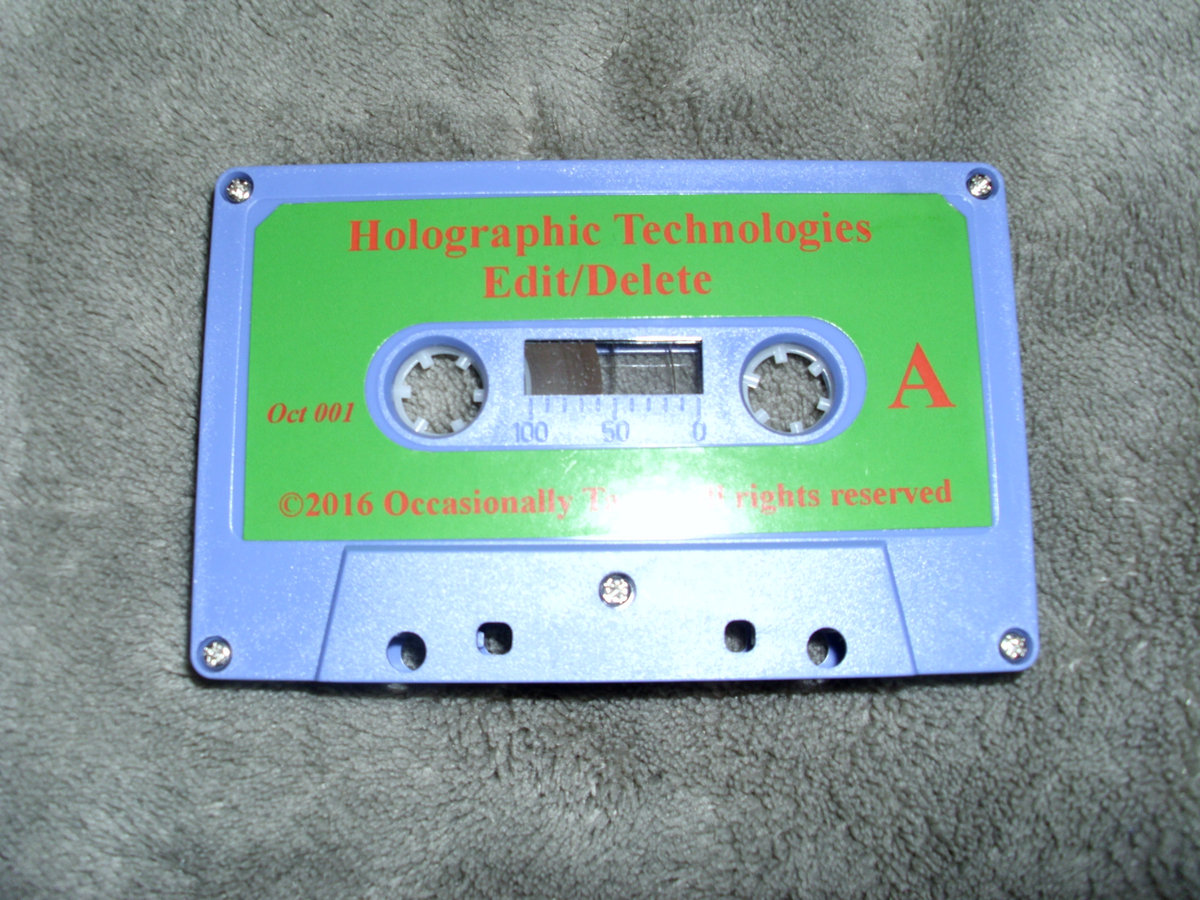 Holographic Technologies
Edit/Delete
A
Oct 001
100 50 0
©2016 Occasionally rights reserved